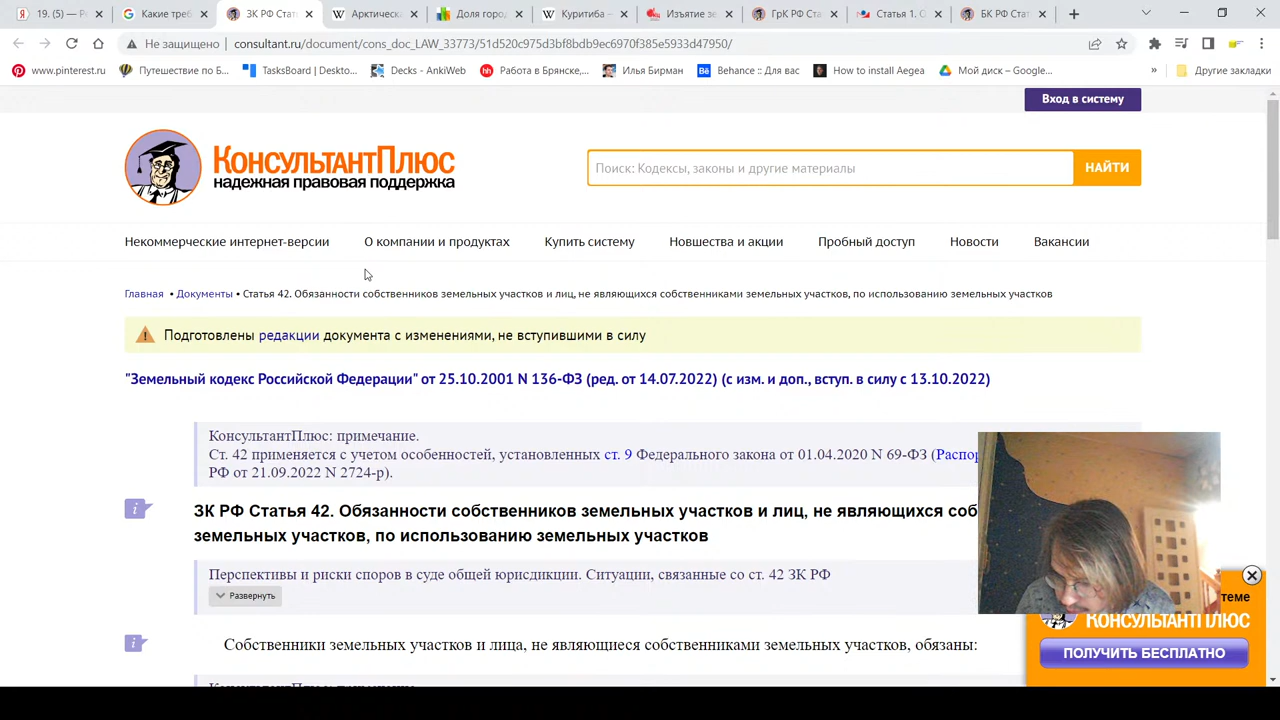 19. (5) — Р
Какие треб
ЗК РФ Стат
Арктическа
Доля город
Куритиба –
Изъятие зе
ГрК РФ Стат
Статья 1. О
БК РФ Стат
Не защищено
consultant.ru/document/cons_doc_LAW_33773/51d520c975d3bf8bdb9ec6970f385e5933d47950/
www.pinterest.ru
Путешествие по Б...
TasksBoard | Deskto...
Decks - AnkiWeb
Работа в Брянске,...
Илья Бирман
Behance :: Для вас
How to install Aegea
Мой диск – Google...
»
Другие закладки
Вход в систему
КонсультантПлюс
надежная правовая поддержка
Поиск: Кодексы, законы и другие материалы
НАЙТИ
Некоммерческие интернет-версии
О компании и продуктах
Купить систему
Новшества и акции
Пробный доступ
Новости
Вакансии
Главная • Документы • Статья 42. Обязанности собственников земельных участков и лиц, не являющихся собственниками земельных участков, по использованию земельных участков
Подготовлены редакции документа с изменениями, не вступившими в силу
"Земельный кодекс Российской Федерации" от 25.10.2001 N 136-ФЗ (ред. от 14.07.2022) (с изм. и доп., вступ. в силу с 13.10.2022)
КонсультантПлюс: примечание.
Ст. 42 применяется с учетом особенностей, установленных ст. 9 Федерального закона от 01.04.2020 N 69-ФЗ (Распор
РФ от 21.09.2022 N 2724-р).
ЗК РФ Статья 42. Обязанности собственников земельных участков и лиц, не являющихся соб
земельных участков, по использованию земельных участков
Перспективы и риски споров в суде общей юрисдикции. Ситуации, связанные со ст. 42 ЗК РФ
Развернуть
Собственники земельных участков и лица, не являющиеся собственниками земельных участков, обязаны:
теме
КОНСУЛЬТАНТПЛЮС
ПОЛУЧИТЬ БЕСПЛАТНО